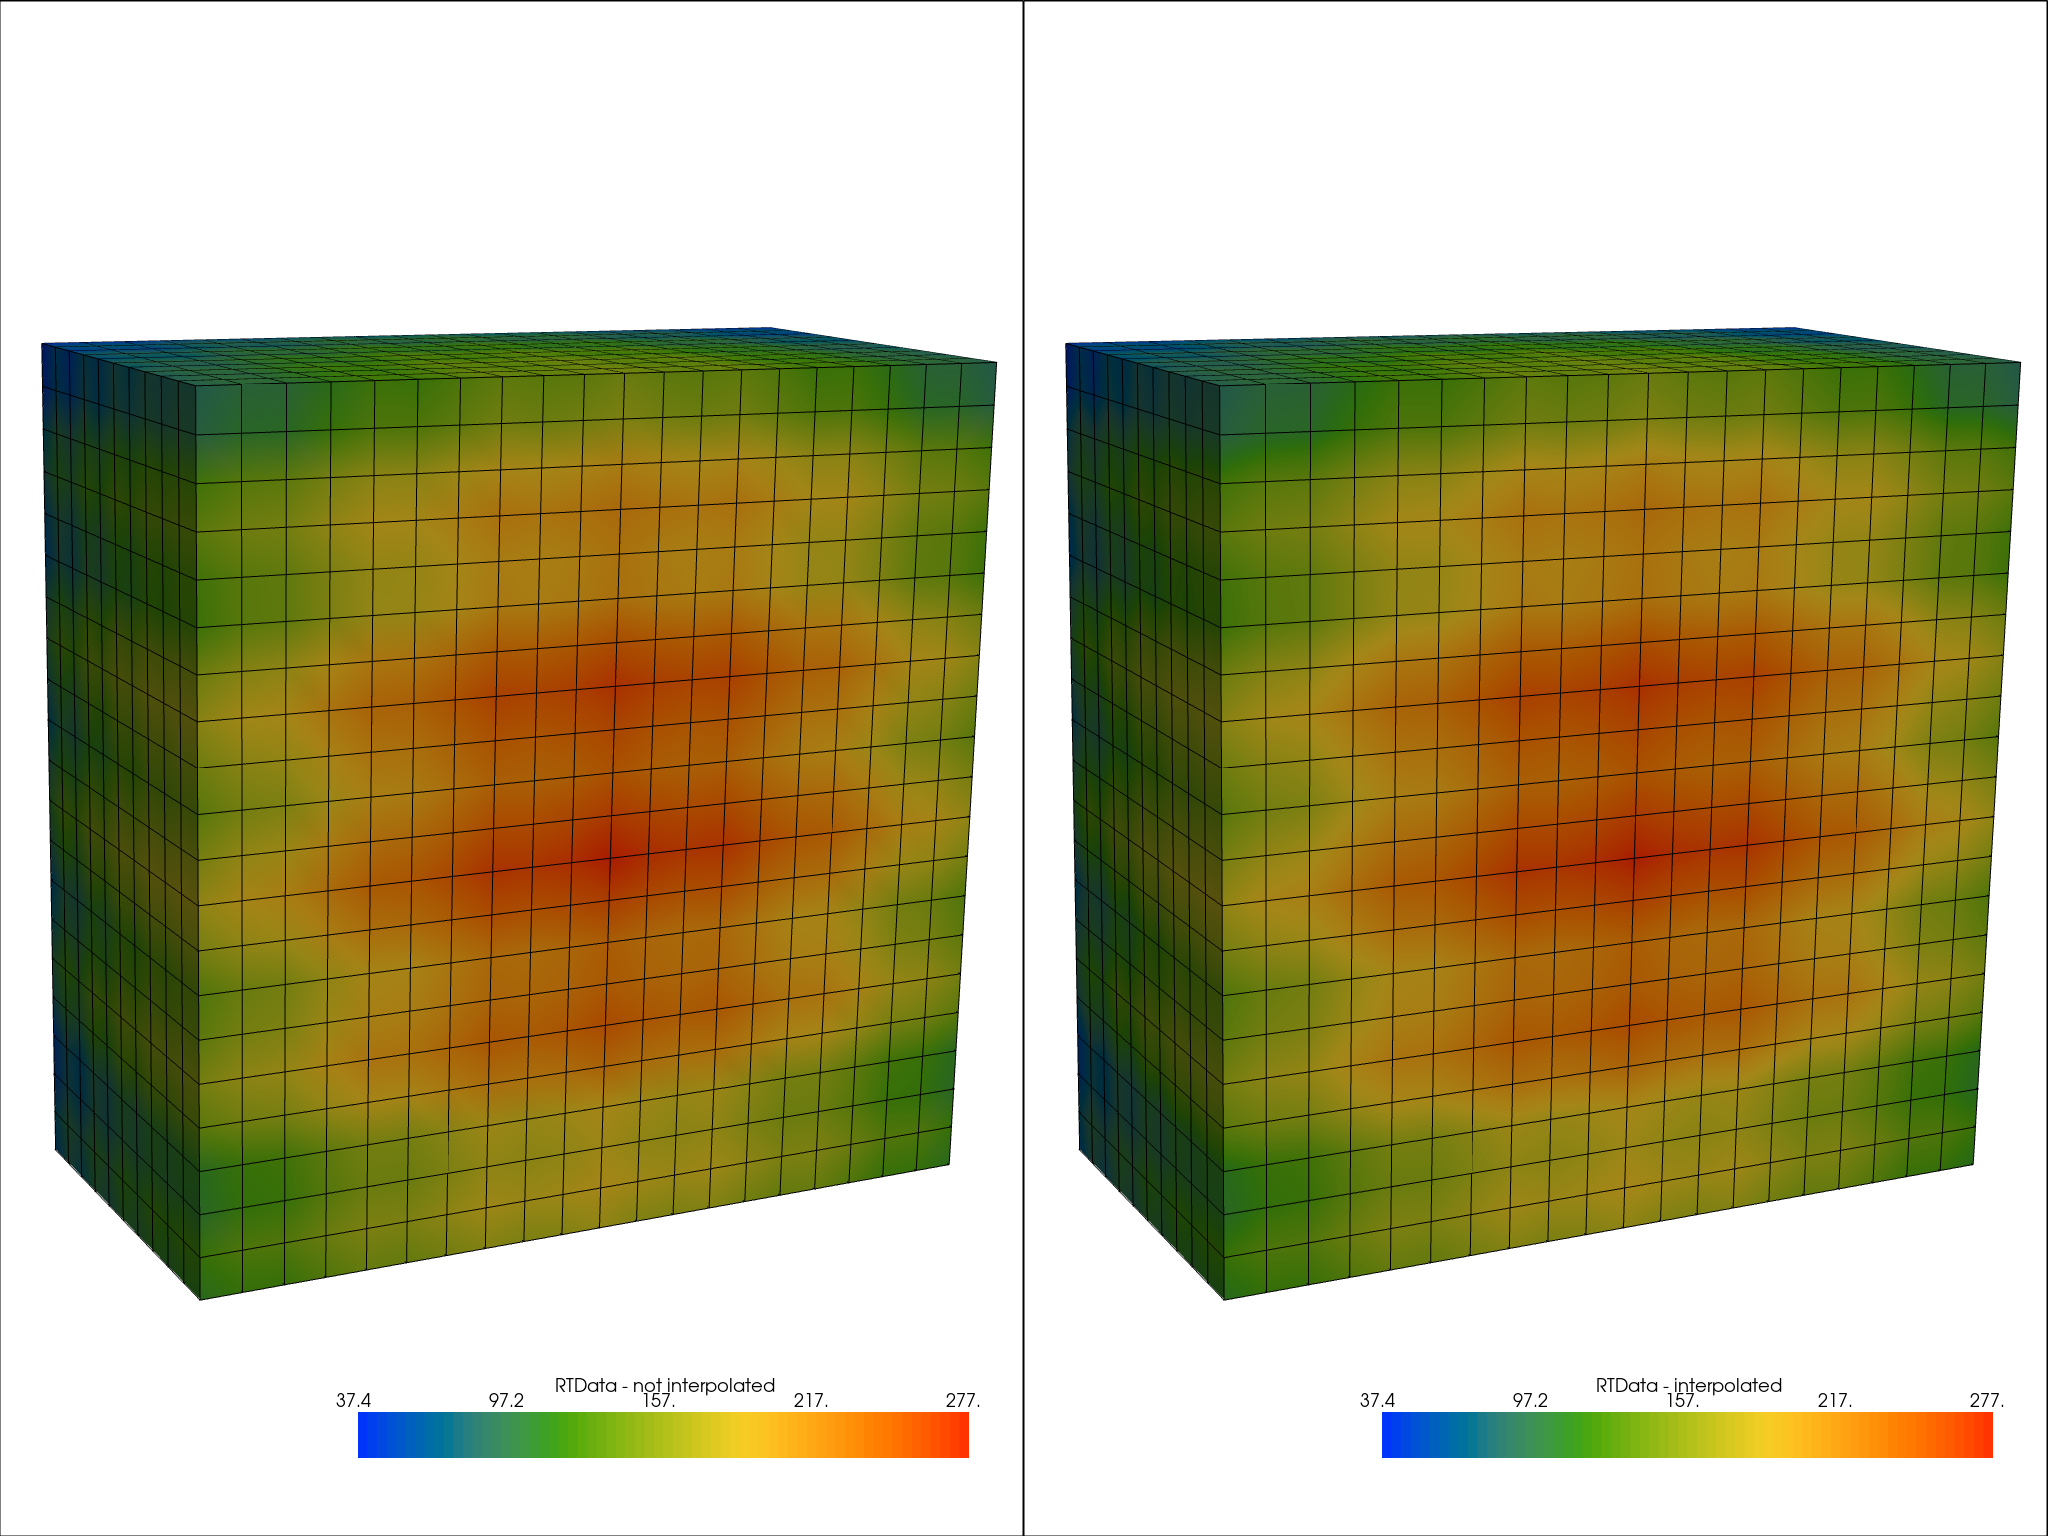 RTData - not interpolated
37.4 97.2 157. 217. 277.
RTData - interpolated
37.4 97.2 157. 217. 277.